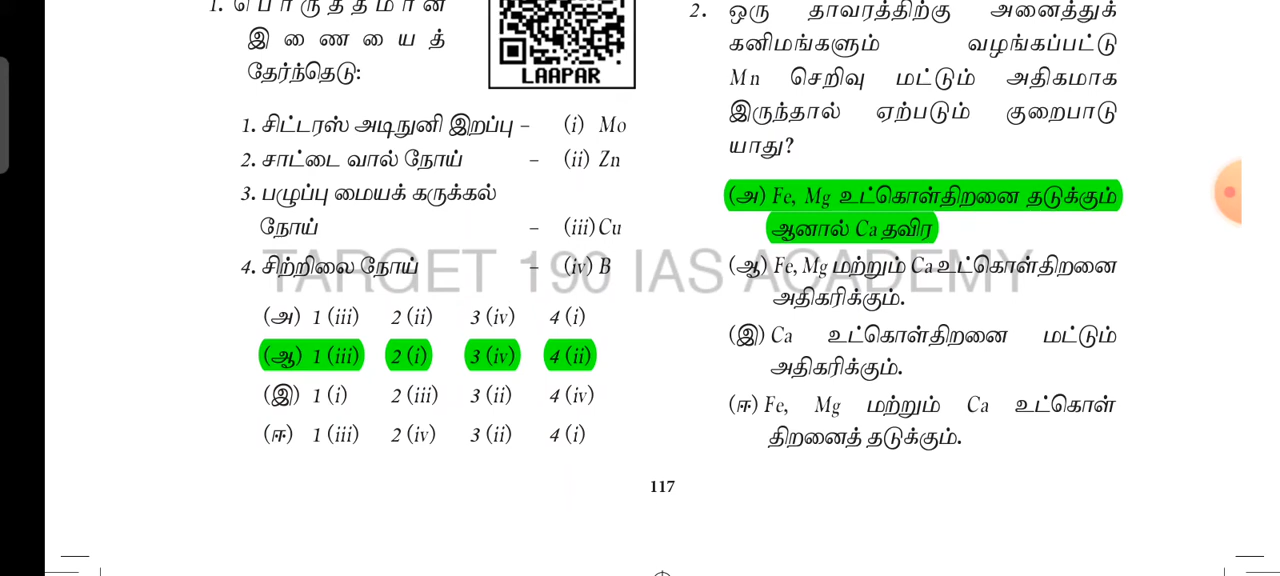 1. பொருத்தமான
இணையைத்
தேர்ந்தெடு:
LAAPAR
1. சிட்ரஸ் அடிநுனி இறப்பு – (i) Mo
2. சாட்டை வால் நோய் – (ii) Zn
3. பழுப்பு மையக் கருக்கல்
நோய் – (iii) Cu
4. சிற்றிலை நோய் – (iv) B
(அ) 1 (iii) 2 (ii) 3 (iv) 4 (i)
(ஆ) 1 (iii) 2 (i) 3 (iv) 4 (ii)
(இ) 1 (i) 2 (iii) 3 (ii) 4 (iv)
(ஈ) 1 (iii) 2 (iv) 3 (ii) 4 (i)
2. ஒரு தாவரத்திற்கு அனைத்துக்
கனிமங்களும் வழங்கப்பட்டு
Mn செறிவு மட்டும் அதிகமாக
இருந்தால் ஏற்படும் குறைபாடு
யாது?
(அ) Fe, Mg உட்கொள்திறனை தடுக்கும்
ஆனால் Ca தவிர
(ஆ) Fe, Mg மற்றும் Ca உட்கொள்திறனை
அதிகரிக்கும்.
(இ) Ca உட்கொள்திறனை மட்டும்
அதிகரிக்கும்.
(ஈ) Fe, Mg மற்றும் Ca உட்கொள்
திறனைத் தடுக்கும்.
TARGET 190 IAS ACADEMY
117